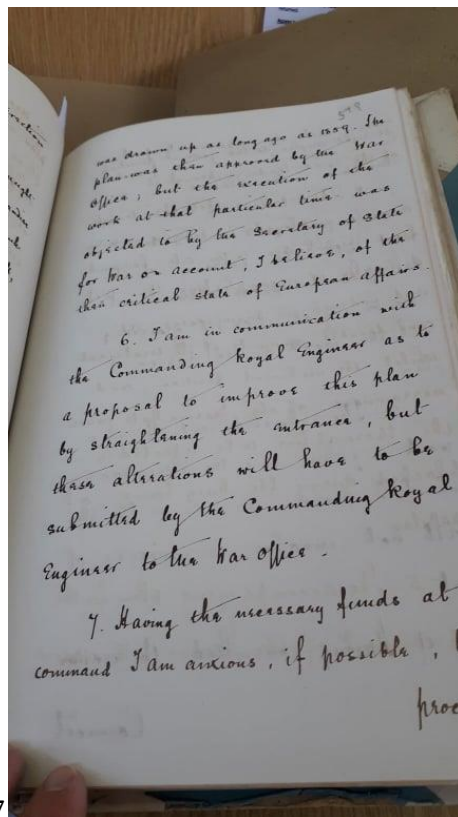 598
was drawn up as long ago as 1859. The
plan was then approved by the War
Office, but the execution of the
work at that particular time was
objected to by the Secretary of State
for War on account, I believe, of the
then critical state of European affairs.
6. I am in communication with
the Commanding Royal Engineer as to
a proposal to improve this plan
by straightening the entrance, but
these alterations will have to be
submitted by the Commanding Royal
Engineer to the War Office.
7. Having the necessary funds at
command I am anxious, if possible,
proc
7